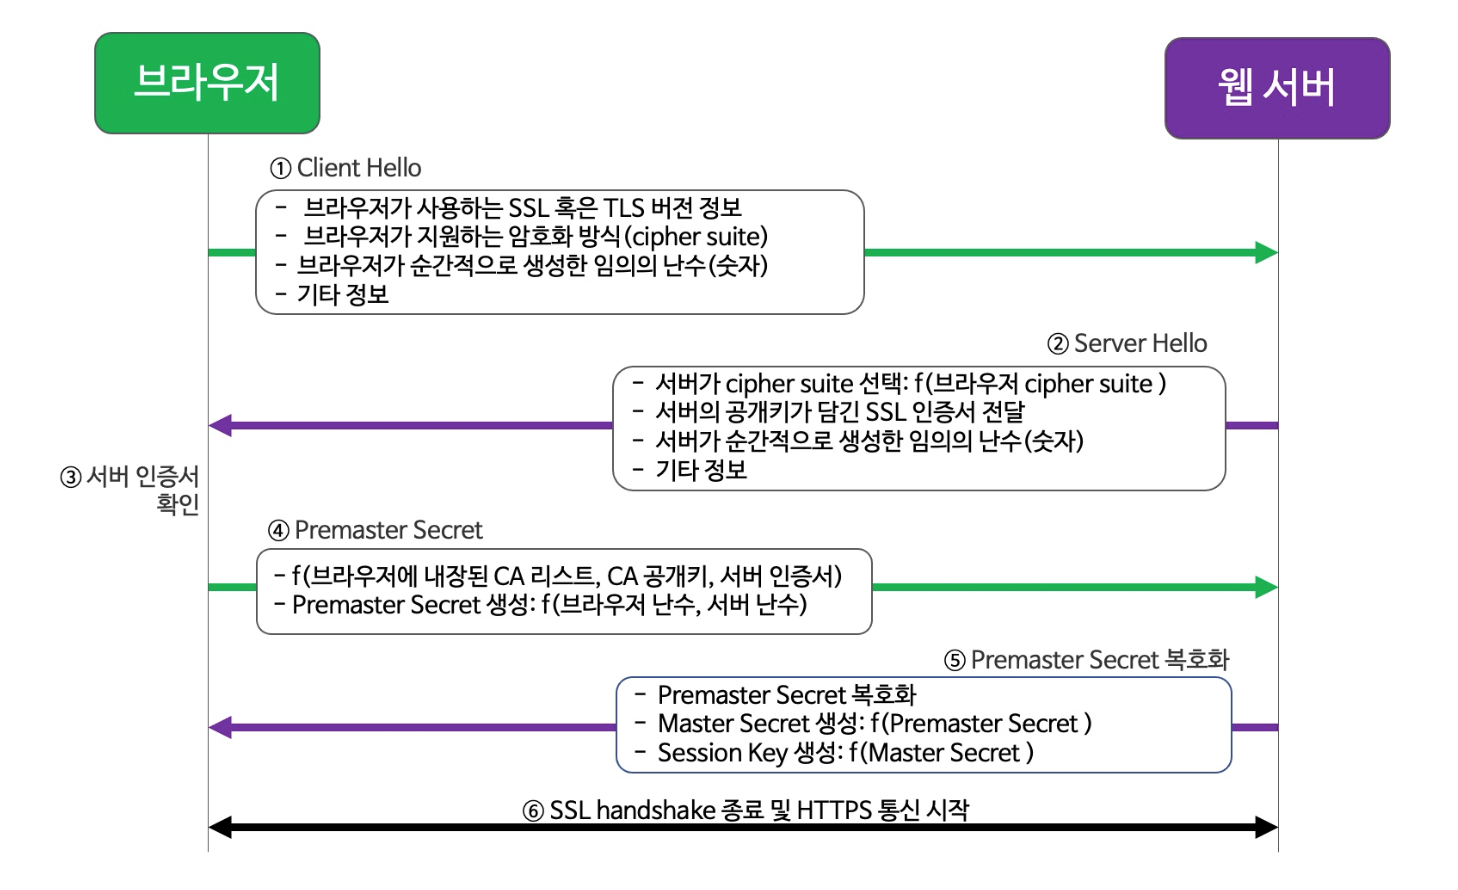 브라우저
웹 서버
① Client Hello
- 브라우저가 사용하는 SSL 혹은 TLS 버전 정보
- 브라우저가 지원하는 암호화 방식(cipher suite)
- 브라우저가 순간적으로 생성한 임의의 난수(숫자)
- 기타 정보
② Server Hello
- 서버가 cipher suite 선택: f(브라우저 cipher suite )
- 서버의 공개키가 담긴 SSL 인증서 전달
- 서버가 순간적으로 생성한 임의의 난수(숫자)
- 기타 정보
③ 서버 인증서
확인
④ Premaster Secret
- f(브라우저에 내장된 CA 리스트, CA 공개키, 서버 인증서)
- Premaster Secret 생성: f(브라우저 난수, 서버 난수)
⑤ Premaster Secret 복호화
- Premaster Secret 복호화
- Master Secret 생성: f(Premaster Secret )
- Session Key 생성: f(Master Secret )
⑥ SSL handshake 종료 및 HTTPS 통신 시작